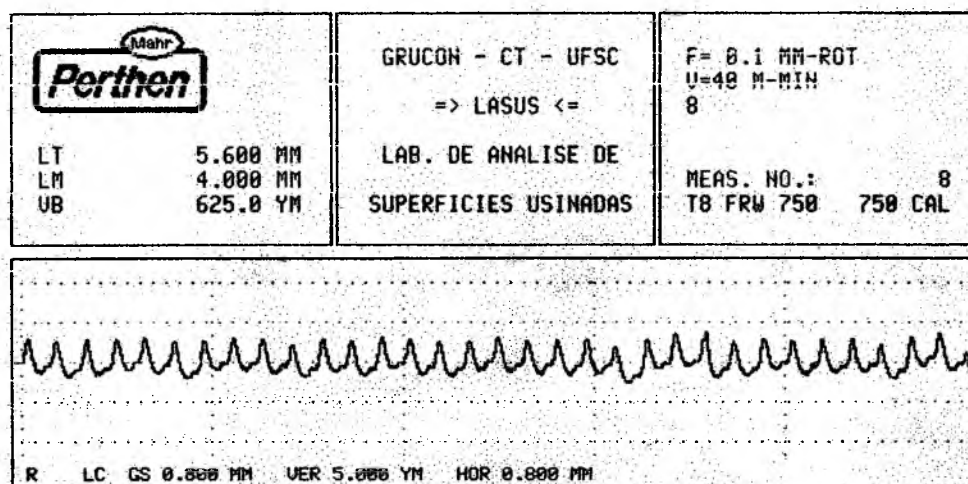 Mahr
Perthen
LT 5.600 MM
LM 4.000 MM
VB 625.0 YM
GRUCON - CT - UFSC
=> LASUS <=
LAB. DE ANALISE DE
SUPERFICIES USINADAS
F= 0.1 MM-ROT
V=40 M-MIN
8
MEAS. NO.: 8
T8 FRW 750 750 CAL
R LC GS 0.800 MM VER 5.000 YM HOR 0.800 MM